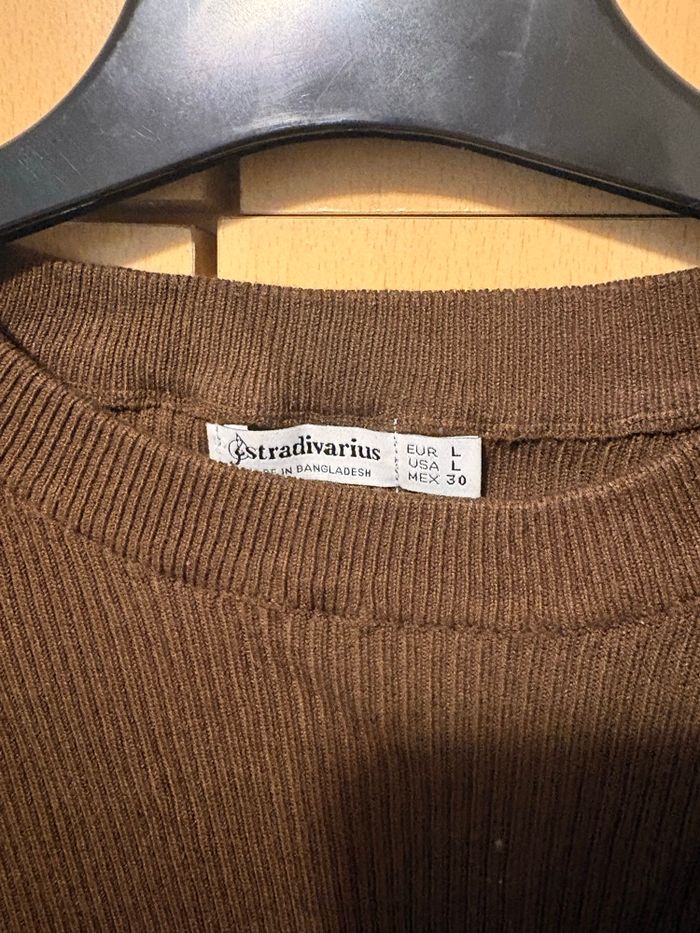 stradivarius
IN BANGLADESH
EUR L
USA L
MEX 30